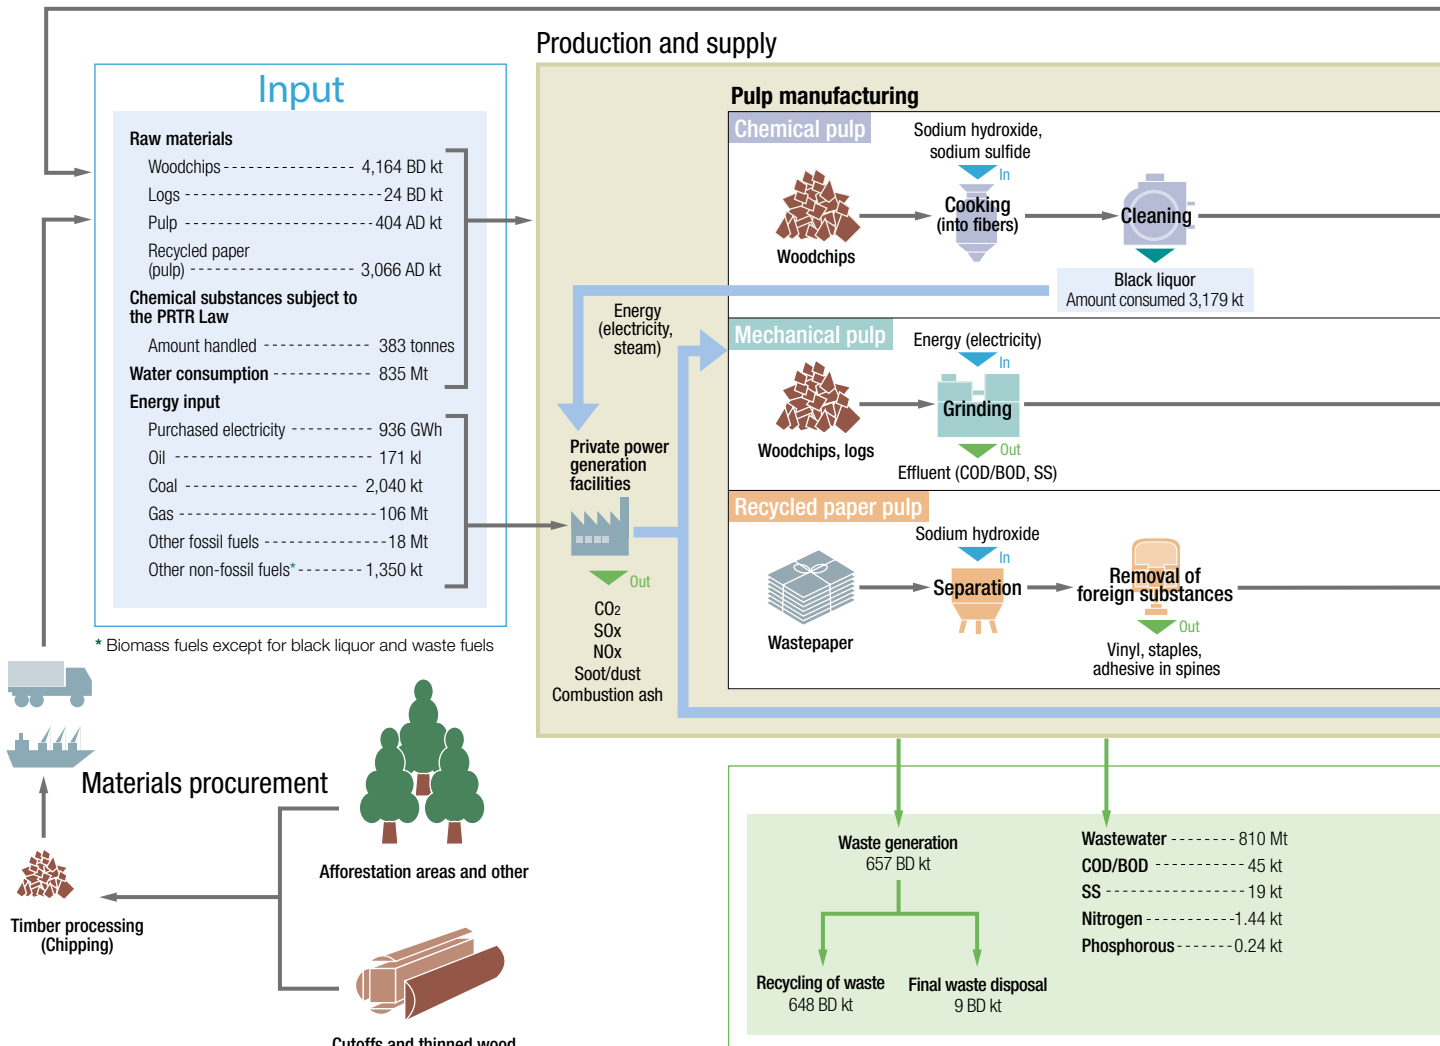 Production and supply
Input
Raw materials
Woodchips 4,164 BD kt
Logs 24 BD kt
Pulp 404 AD kt
Recycled paper
(pulp) 3,066 AD kt
Chemical substances subject to
the PRTR Law
Amount handled 383 tonnes
Water consumption 835 Mt
Energy input
Purchased electricity 936 GWh
Oil 171 kl
Coal 2,040 kt
Gas 106 Mt
Other fossil fuels 18 Mt
Other non-fossil fuels* 1,350 kt
* Biomass fuels except for black liquor and waste fuels
Pulp manufacturing
Chemical pulp
Sodium hydroxide,
sodium sulfide
In
Woodchips
Cooking
(into fibers)
Cleaning
Black liquor
Amount consumed 3,179 kt
Energy
(electricity,
steam)
Mechanical pulp
Energy (electricity)
In
Woodchips, logs
Grinding
Out
Effluent (COD/BOD, SS)
Private power
generation
facilities
Out
CO2
SOx
NOx
Soot/dust
Combustion ash
Recycled paper pulp
Sodium hydroxide
In
Wastepaper
Separation
Removal of
foreign substances
Out
Vinyl, staples,
adhesive in spines
Materials procurement
Afforestation areas and other
Timber processing
(Chipping)
Cutoffs and thinned wood
Waste generation
657 BD kt
Recycling of waste
648 BD kt
Final waste disposal
9 BD kt
Wastewater 810 Mt
COD/BOD 45 kt
SS 19 kt
Nitrogen 1.44 kt
Phosphorous 0.24 kt